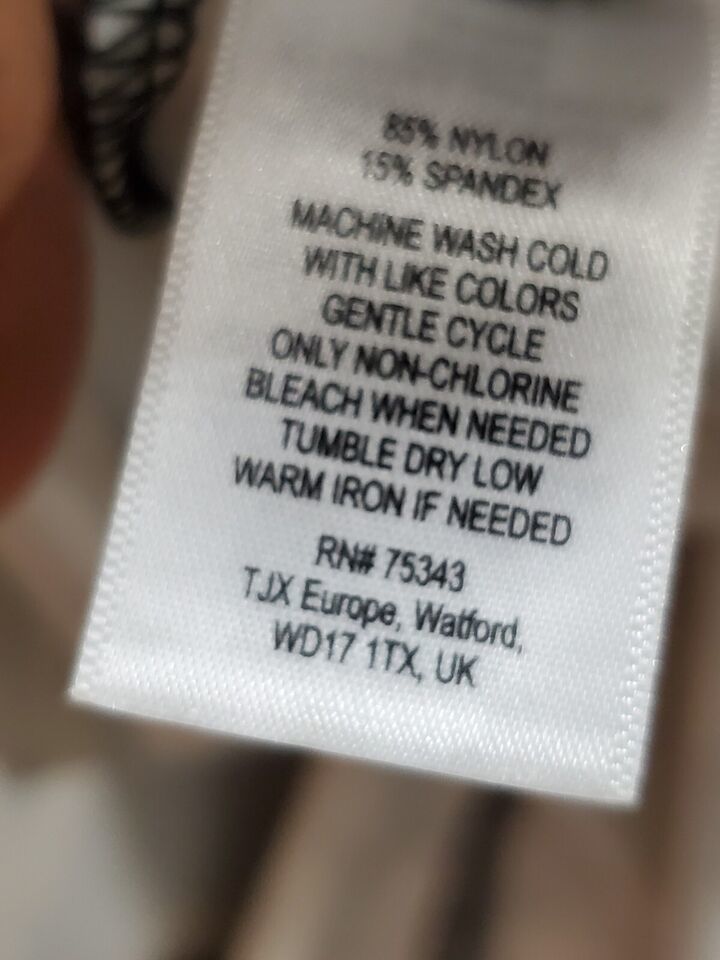 85% NYLON
15% SPANDEX
MACHINE WASH COLD
WITH LIKE COLORS
GENTLE CYCLE
ONLY NON-CHLORINE
BLEACH WHEN NEEDED
TUMBLE DRY LOW
WARM IRON IF NEEDED
RN# 75343
TJX Europe, Watford,
WD17 1TX, UK